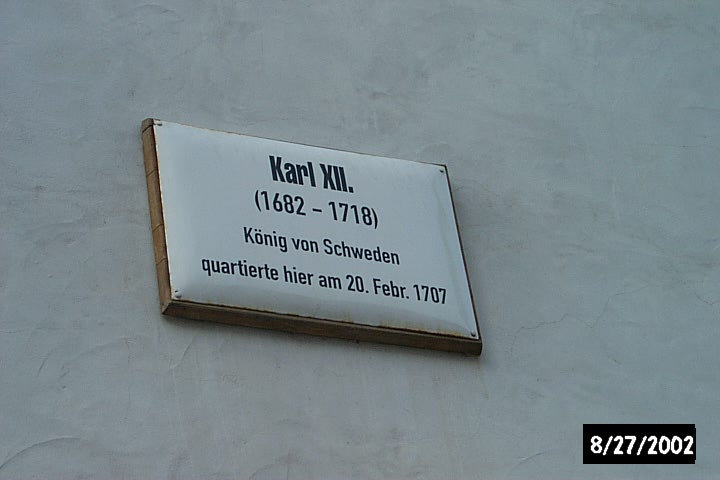 Karl XII.
(1682 – 1718)
König von Schweden
quartierte hier am 20. Febr. 1707
8/27/2002